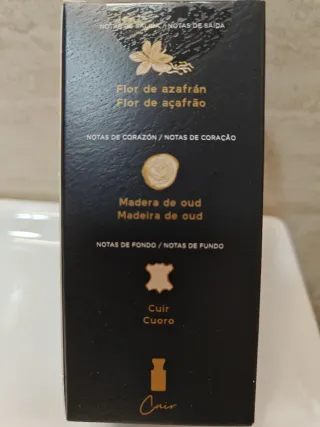 NOTAS DE SALIDA / NOTAS DE SAÍDA
Flor de azafrán
Flor de açafrão
NOTAS DE CORAZÓN / NOTAS DE CORAÇÃO
Madera de oud
Madeira de oud
NOTAS DE FONDO / NOTAS DE FUNDO
Cuir
Cuoro
Cuir